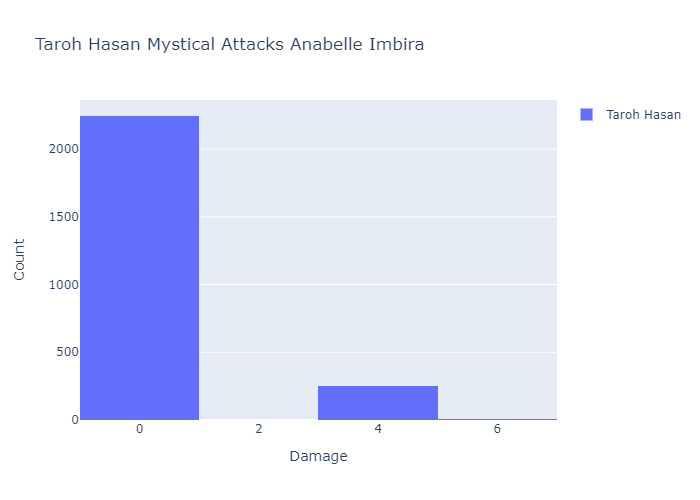 Taroh Hasan Mystical Attacks Anabelle Imbira
Taroh Hasan
2000
1500
1000
500
0
Count
0 2 4 6
Damage